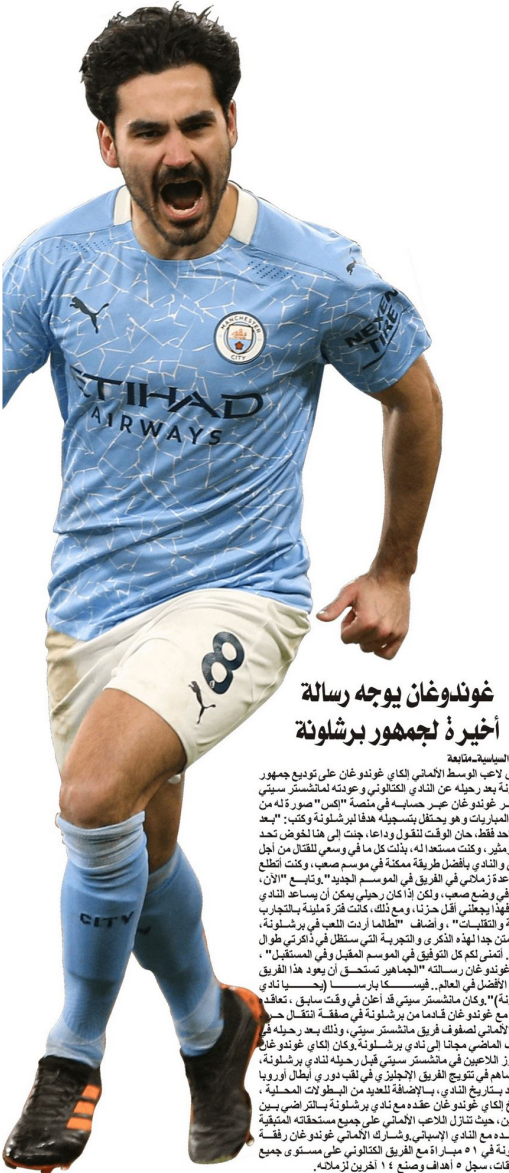 MANCHESTER
CITY
NEXEN
TIRE
ETIHAD
AIRWAYS
8
CITY
غوندوغان يوجه رسالة
أخيرة لجمهور برشلونة
السياسية-متابعة
لاعب الوسط الألماني إلكاي غوندوغان على توديع جمهور
بعد رحيله عن النادي الكتالوني وعودته لمانشستر سيتي
غوندوغان عبر حسابه في منصة "إكس" صورة له من
المباريات وهو يحتفل بتسجيله هدفا لبرشلونة وكتب: "بعد
فقط، حان الوقت لنقول وداعا، جئت إلى هنا لخوض تحد
ومثير، وكنت مستعدا له، بذلت كل ما في وسعي للقتال من أجل
والنادي بأفضل طريقة ممكنة في موسم صعب، وكنت أتطلع
زملائي في الفريق في الموسم الجديد".وتابع "الآن،
في وضع صعب، ولكن إذا كان رحيلي يمكن أن يساعد النادي
فهذا يجعلني أقل حزنا، ومع ذلك، كانت فترة مليئة بالتجارب
والتقلبات" ، وأضاف "لطالما أردت اللعب في برشلونة،
جدا لهذه الذكرى والتجربة التي ستظل في ذاكرتي طوال
أتمنى لكم كل التوفيق في الموسم المقبل وفي المستقبل" ،
غوندوغان رسالته "الجماهير تستحق أن يعود هذا الفريق
الأفضل في العالم.. فيسكا بارسا (يحيا نادي
".وكان مانشستر سيتي قد أعلن في وقت سابق ، تعاقده
مع غوندوغان قادما من برشلونة في صفقة انتقال حر
الألماني لصفوف فريق مانشستر سيتي، وذلك بعد رحيله في
الماضي مجانا إلى نادي برشلونة.وكان إلكاي غوندوغان
اللاعبين في مانشستر سيتي قبل رحيله لنادي برشلونة،
في تتويج الفريق الإنجليزي في لقب دوري أبطال أوروبا
بتاريخ النادي، بالإضافة للعديد من البطولات المحلية ،
إلكاي غوندوغان عقده مع نادي برشلونة بالتراضي بين
حيث تنازل اللاعب الألماني على جميع مستحقاته المتبقية
مع النادي الإسباني.وشارك الألماني غوندوغان رفقة
في ٥١ مباراة مع الفريق الكتالوني على مستوى جميع
سجل ٥ أهداف وصنع ١٤ آخرين لزملائه.